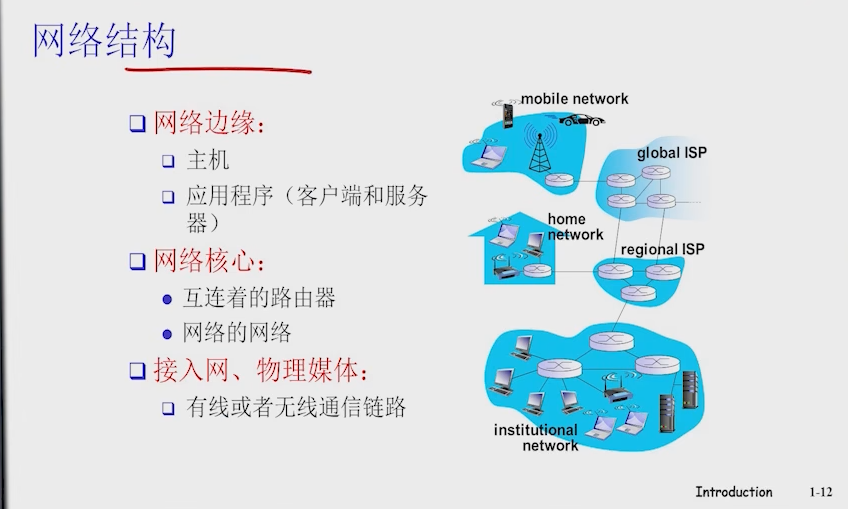 网络结构
网络边缘：
主机
应用程序（客户端和服务
器）
网络核心：
互连着的路由器
网络的网络
接入网、物理媒体：
有线或者无线通信链路
mobile network
global ISP
home
network
regional ISP
institutional
network
Introduction 1-12